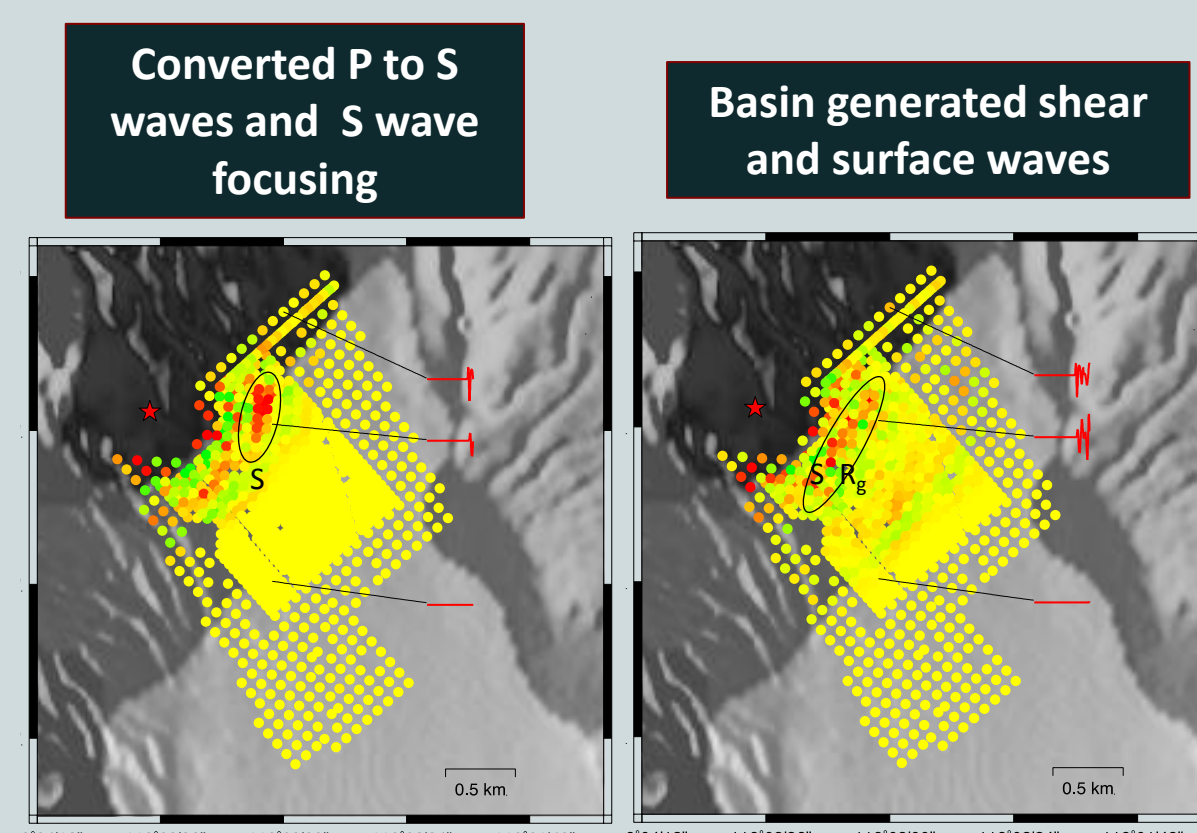 Converted P to S
waves and S wave
focusing
Basin generated shear
and surface waves
S
S Rg
0.5 km
0.5 km